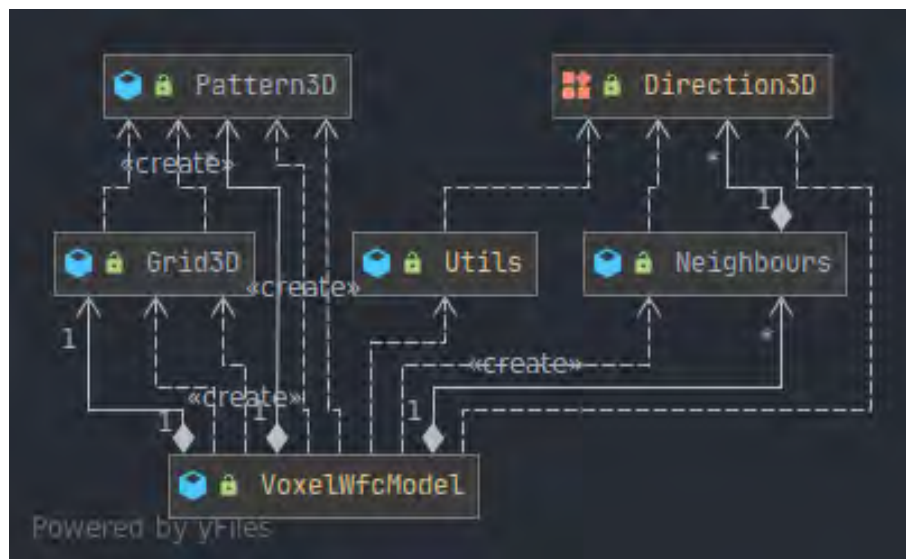 Pattern3D
Direction3D
«create»
*
*
1
Grid3D
Utils
Neighbours
«create»
1
*
«create»
«create»
1
1
1
VoxelWfcModel
Powered by yFiles